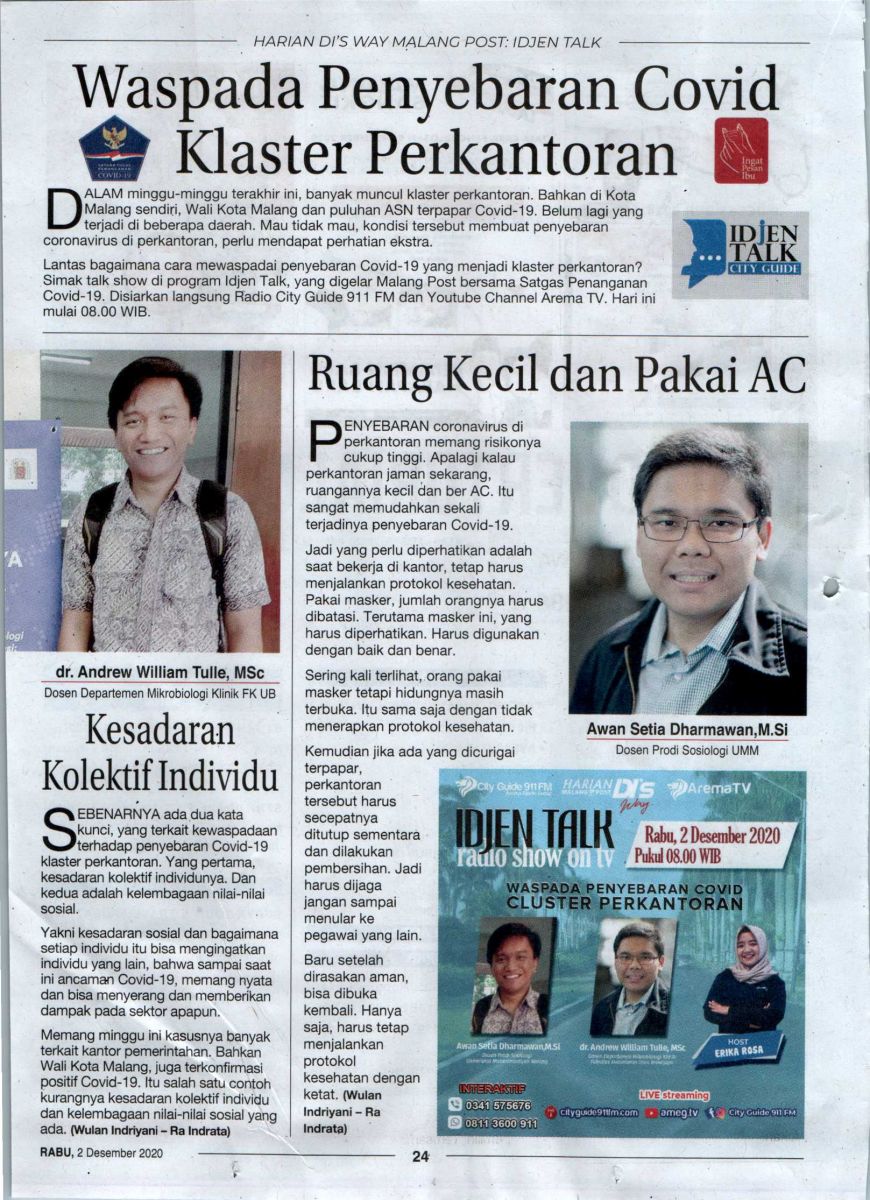 HARIAN DI'S WAY MALANG POST: IDJEN TALK
Waspada Penyebaran Covid
Klaster Perkantoran
COVID-19
Ingat
Pesan
Ibu
DALAM minggu-minggu terakhir ini, banyak muncul klaster perkantoran. Bahkan di Kota
Malang sendiri, Wali Kota Malang dan puluhan ASN terpapar Covid-19. Belum lagi yang
terjadi di beberapa daerah. Mau tidak mau, kondisi tersebut membuat penyebaran
coronavirus di perkantoran, perlu mendapat perhatian ekstra.
Lantas bagaimana cara mewaspadai penyebaran Covid-19 yang menjadi klaster perkantoran?
Simak talk show di program Idjen Talk, yang digelar Malang Post bersama Satgas Penanganan
Covid-19. Disiarkan langsung Radio City Guide 911 FM dan Youtube Channel Arema TV. Hari ini
mulai 08.00 WIB.
IDJEN
TALK
CITY GUIDE
dr. Andrew William Tulle, MSc
Dosen Departemen Mikrobiologi Klinik FK UB
Kesadaran
Kolektif Individu
SEBENARNYA ada dua kata
kunci, yang terkait kewaspadaan
terhadap penyebaran Covid-19
klaster perkantoran. Yang pertama,
kesadaran kolektif individunya. Dan
kedua adalah kelembagaan nilai-nilai
sosial.
Yakni kesadaran sosial dan bagaimana
setiap individu itu bisa mengingatkan
individu yang lain, bahwa sampai saat
ini ancaman Covid-19, memang nyata
dan bisa menyerang dan memberikan
dampak pada sektor apapun.
Memang minggu ini kasusnya banyak
terkait kantor pemerintahan. Bahkan
Wali Kota Malang, juga terkonfirmasi
positif Covid-19. Itu salah satu contoh
kurangnya kesadaran kolektif individu
dan kelembagaan nilai-nilai sosial yang
ada. (Wulan Indriyani – Ra Indrata)
Ruang Kecil dan Pakai AC
PENYEBARAN coronavirus di
perkantoran memang risikonya
cukup tinggi. Apalagi kalau
perkantoran jaman sekarang,
ruangannya kecil dan ber AC. Itu
sangat memudahkan sekali
terjadinya penyebaran Covid-19.
Jadi yang perlu diperhatikan adalah
saat bekerja di kantor, tetap harus
menjalankan protokol kesehatan.
Pakai masker, jumlah orangnya harus
dibatasi. Terutama masker ini, yang
harus diperhatikan. Harus digunakan
dengan baik dan benar.
Sering kali terlihat, orang pakai
masker tetapi hidungnya masih
terbuka. Itu sama saja dengan tidak
menerapkan protokol kesehatan.
Kemudian jika ada yang dicurigai
terpapar,
perkantoran
tersebut harus
secepatnya
ditutup sementara
dan dilakukan
pembersihan. Jadi
harus dijaga
jangan sampai
menular ke
pegawai yang lain.
Baru setelah
dirasakan aman,
bisa dibuka
kembali. Hanya
saja, harus tetap
menjalankan
protokol
kesehatan dengan
ketat. (Wulan
Indriyani – Ra
Indrata)
Awan Setia Dharmawan,M.Si
Dosen Prodi Sosiologi UMM
City Guide 911 FM
HARIAN DI's Way
MALANG POST
AremaTV
IDJEN TALK
radio show on tv
Rabu, 2 Desember 2020
Pukul 08.00 WIB
WASPADA PENYEBARAN COVID
CLUSTER PERKANTORAN
Awan Setia Dharmawan,M.Si
dr. Andrew William Tulle, MSc
HOST
ERIKA ROSA
INTERAKTIF
0341 575676
0811 3600 911
LIVE streaming
cityguide911fm.com
ameg.tv
City Guide 911 FM
RABU, 2 Desember 2020
24